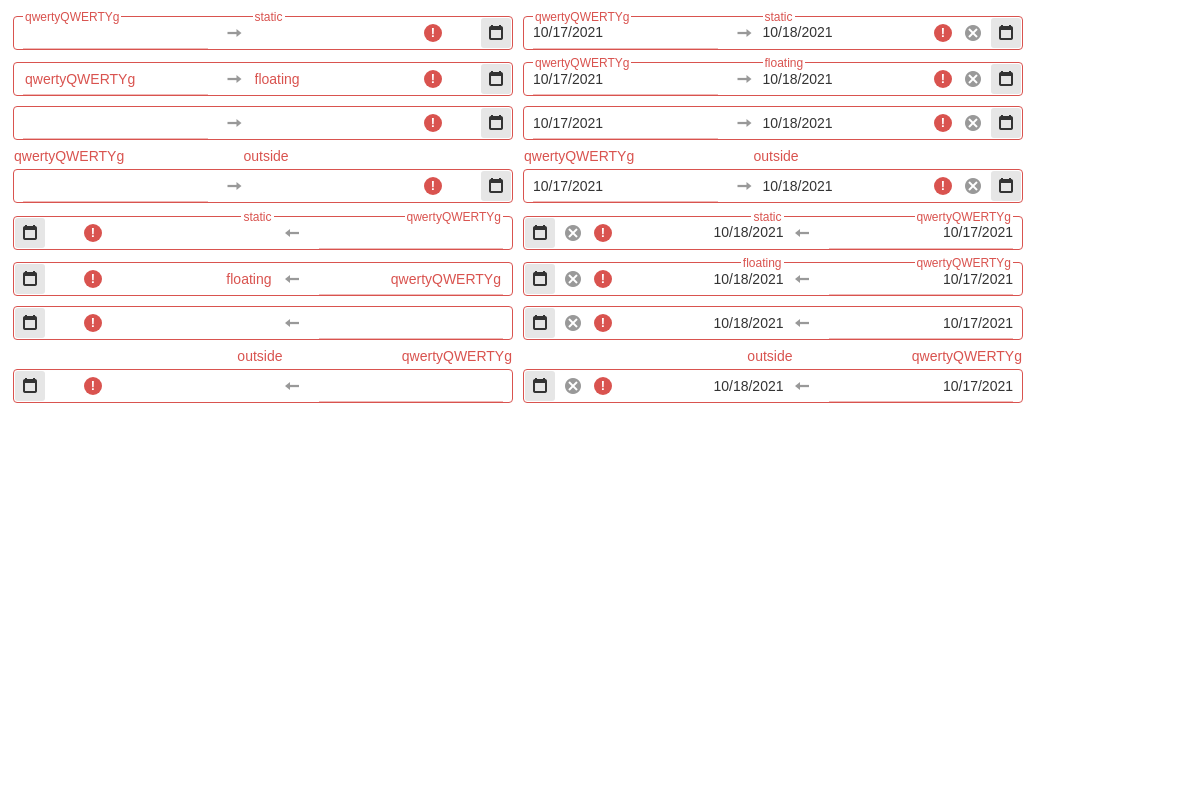 qwertyQWERTYg static qwertyQWERTYg static
10/17/2021 10/18/2021
qwertyQWERTYg floating
qwertyQWERTYg floating 10/17/2021 10/18/2021
10/17/2021 10/18/2021
qwertyQWERTYg outside qwertyQWERTYg outside
10/17/2021 10/18/2021
static qwertyQWERTYg static qwertyQWERTYg
10/18/2021 10/17/2021
floating qwertyQWERTYg
floating qwertyQWERTYg 10/18/2021 10/17/2021
10/18/2021 10/17/2021
outside qwertyQWERTYg outside qwertyQWERTYg
10/18/2021 10/17/2021